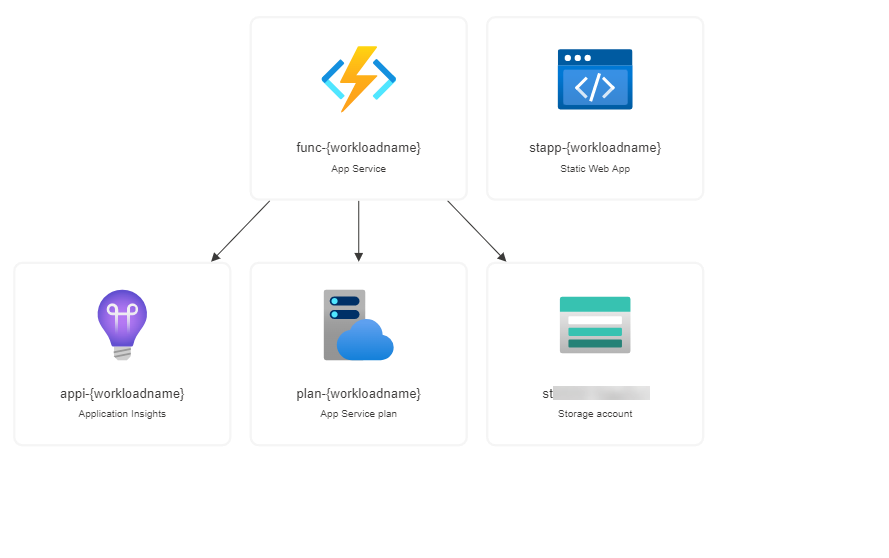 func-{workloadname}
App Service
stapp-{workloadname}
Static Web App
appi-{workloadname}
Application Insights
plan-{workloadname}
App Service plan
st
Storage account